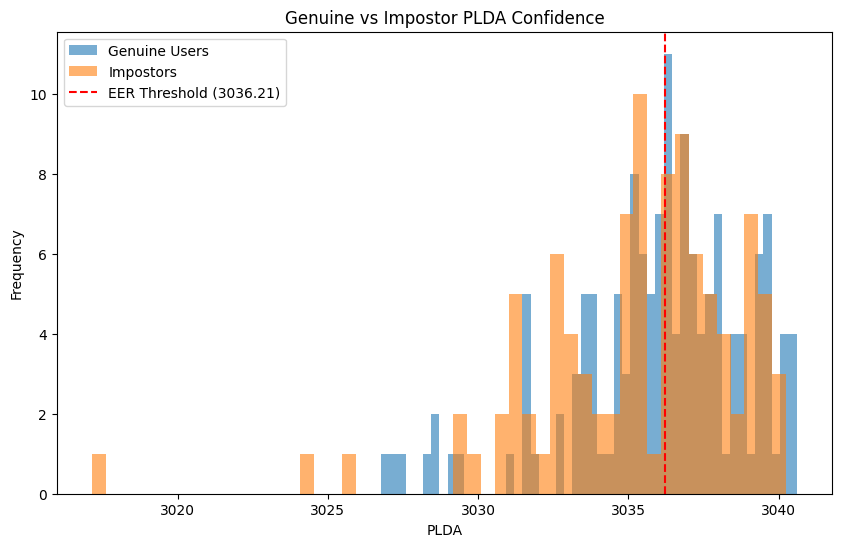 Genuine vs Impostor PLDA Confidence
Genuine Users
Impostors
EER Threshold (3036.21)
Frequency
10
8
6
4
2
0
3020 3025 3030 3035 3040
PLDA